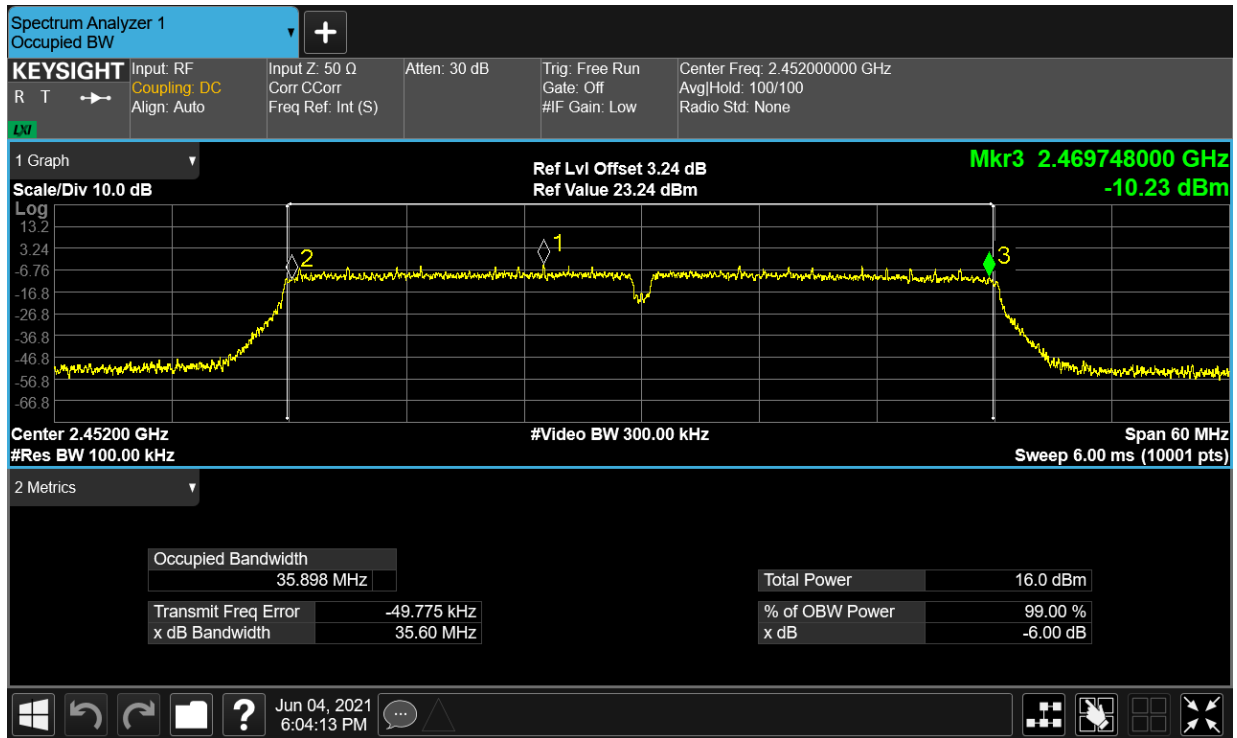 Spectrum Analyzer 1
Occupied BW
+
KEYSIGHT
R T
LXI
Input: RF
Coupling: DC
Align: Auto
Input Z: 50 Ω
Corr CCorr
Freq Ref: Int (S)
Atten: 30 dB
Trig: Free Run
Gate: Off
#IF Gain: Low
Center Freq: 2.452000000 GHz
Avg|Hold: 100/100
Radio Std: None
1 Graph
Scale/Div 10.0 dB
Ref Lvl Offset 3.24 dB
Ref Value 23.24 dBm
Mkr3 2.469748000 GHz
-10.23 dBm
Log
13.2
3.24
-6.76
-16.8
-26.8
-36.8
-46.8
-56.8
-66.8
2
1
3
Center 2.45200 GHz
#Res BW 100.00 kHz
#Video BW 300.00 kHz
Span 60 MHz
Sweep 6.00 ms (10001 pts)
2 Metrics
Occupied Bandwidth
35.898 MHz
Transmit Freq Error -49.775 kHz
x dB Bandwidth 35.60 MHz
Total Power 16.0 dBm
% of OBW Power 99.00 %
x dB -6.00 dB
?
Jun 04, 2021
6:04:13 PM